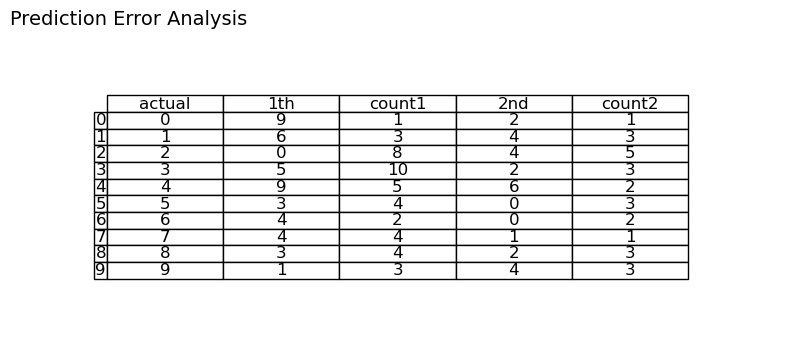 Prediction Error Analysis
actual 1th count1 2nd count2
0 0 9 1 2 1
1 1 6 3 4 3
2 2 0 8 4 5
3 3 5 10 2 3
4 4 9 5 6 2
5 5 3 4 0 3
6 6 4 2 0 2
7 7 4 4 1 1
8 8 3 4 2 3
9 9 1 3 4 3